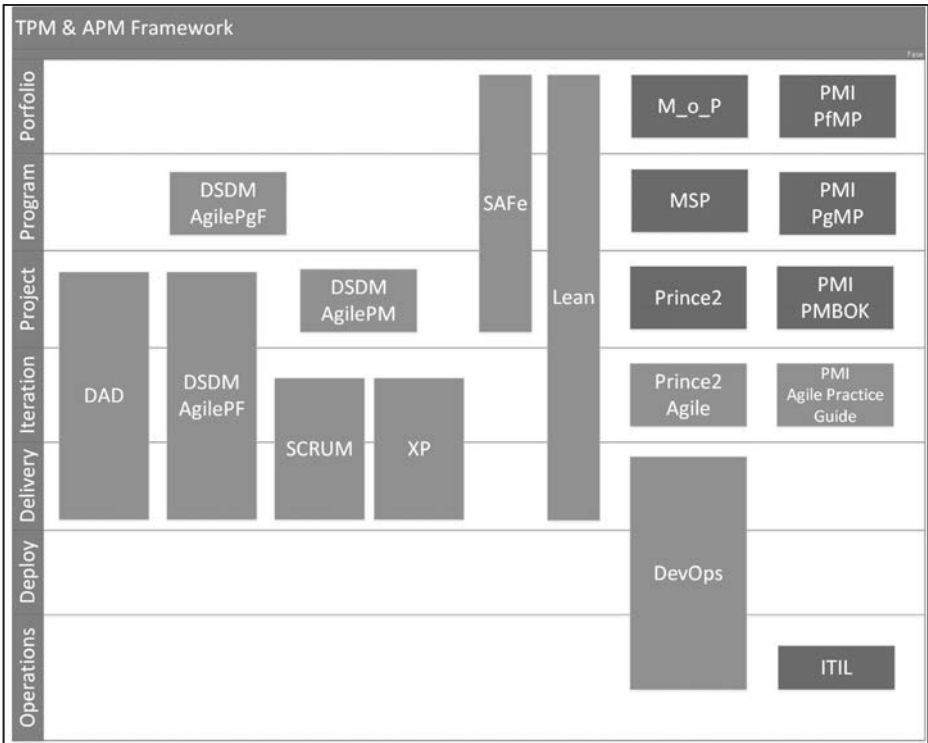 TPM & APM Framework
Fase
Porfolio
M_o_P
PMI
PfMP
Program
DSDM
AgilePgF
SAFe
MSP
PMI
PgMP
Project
DSDM
AgilePM
Lean
Prince2
PMI
PMBOK
Iteration
DAD
DSDM
AgilePF
Prince2
Agile
PMI
Agile Practice
Guide
SCRUM
XP
Delivery
Deploy
DevOps
Operations
ITIL